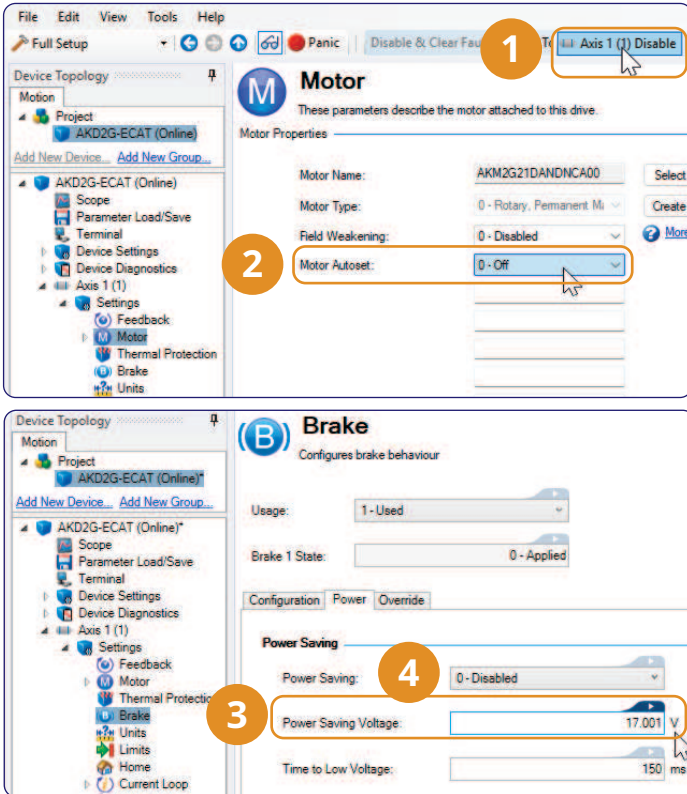 File Edit View Tools Help
Full Setup Panic Disable & Clear Fau To Axis 1 (1) Disable
1
Device Topology
Motion
Project
AKD2G-ECAT (Online)
Add New Device... Add New Group...
AKD2G-ECAT (Online)
Scope
Parameter Load/Save
Terminal
Device Settings
Device Diagnostics
Axis 1 (1)
Settings
Feedback
Motor
Thermal Protection
Brake
Units
M
Motor
These parameters describe the motor attached to this drive.
Motor Properties
Motor Name: AKM2G21DANDNCA00 Select
Motor Type: 0 - Rotary, Permanent Ma Create
Field Weakening: 0 - Disabled More
2
Motor Autoset: 0 - Off
Device Topology
Motion
Project
AKD2G-ECAT (Online)*
Add New Device... Add New Group...
AKD2G-ECAT (Online)*
Scope
Parameter Load/Save
Terminal
Device Settings
Device Diagnostics
Axis 1 (1)
Settings
Feedback
Motor
Thermal Protectio
Brake
Units
Limits
Home
Current Loop
(B)
Brake
Configures brake behaviour
Usage: 1 - Used
Brake 1 State: 0 - Applied
Configuration Power Override
Power Saving
Power Saving: 4 0 - Disabled
3
Power Saving Voltage: 17.001 V
Time to Low Voltage: 150 ms